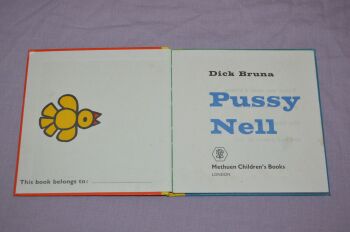 This book belongs to:
Dick Bruna
Pussy
Nell
Methuen Children's Books
LONDON